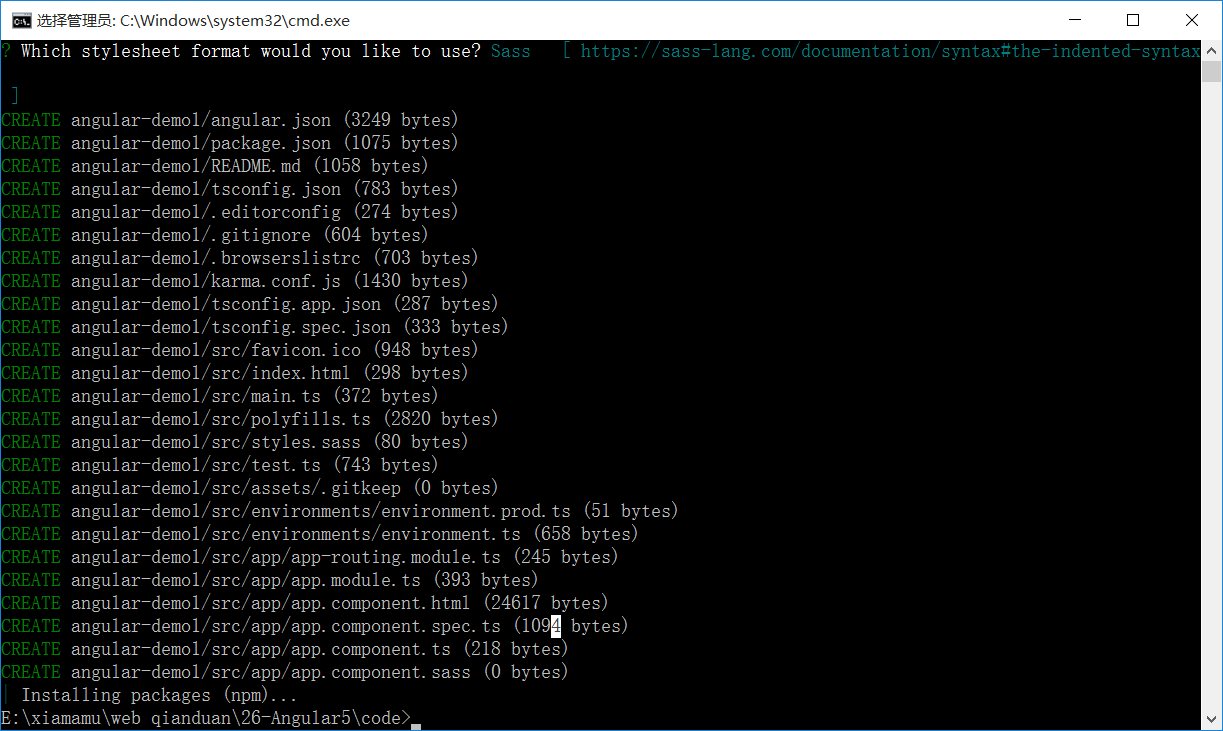 选择管理员: C:\Windows\system32\cmd.exe
? Which stylesheet format would you like to use? Sass   [ https://sass-lang.com/documentation/syntax#the-indented-syntax
]
CREATE angular-demo1/angular.json (3249 bytes)
CREATE angular-demo1/package.json (1075 bytes)
CREATE angular-demo1/README.md (1058 bytes)
CREATE angular-demo1/tsconfig.json (783 bytes)
CREATE angular-demo1/.editorconfig (274 bytes)
CREATE angular-demo1/.gitignore (604 bytes)
CREATE angular-demo1/.browserslistrc (703 bytes)
CREATE angular-demo1/karma.conf.js (1430 bytes)
CREATE angular-demo1/tsconfig.app.json (287 bytes)
CREATE angular-demo1/tsconfig.spec.json (333 bytes)
CREATE angular-demo1/src/favicon.ico (948 bytes)
CREATE angular-demo1/src/index.html (298 bytes)
CREATE angular-demo1/src/main.ts (372 bytes)
CREATE angular-demo1/src/polyfills.ts (2820 bytes)
CREATE angular-demo1/src/styles.sass (80 bytes)
CREATE angular-demo1/src/test.ts (743 bytes)
CREATE angular-demo1/src/assets/.gitkeep (0 bytes)
CREATE angular-demo1/src/environments/environment.prod.ts (51 bytes)
CREATE angular-demo1/src/environments/environment.ts (658 bytes)
CREATE angular-demo1/src/app/app-routing.module.ts (245 bytes)
CREATE angular-demo1/src/app/app.module.ts (393 bytes)
CREATE angular-demo1/src/app/app.component.html (24617 bytes)
CREATE angular-demo1/src/app/app.component.spec.ts (1094 bytes)
CREATE angular-demo1/src/app/app.component.ts (218 bytes)
CREATE angular-demo1/src/app/app.component.sass (0 bytes)
| Installing packages (npm)...
E:\xiamamu\web qianduan\26-Angular5\code>